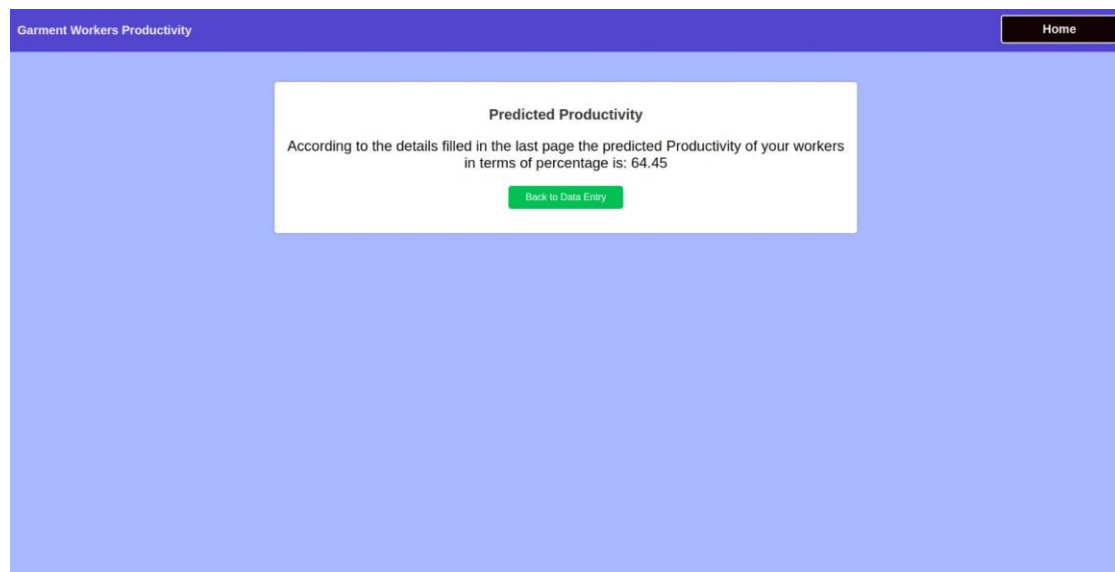 Garment Workers Productivity
Home
Predicted Productivity
According to the details filled in the last page the predicted Productivity of your workers
in terms of percentage is: 64.45
Back to Data Entry